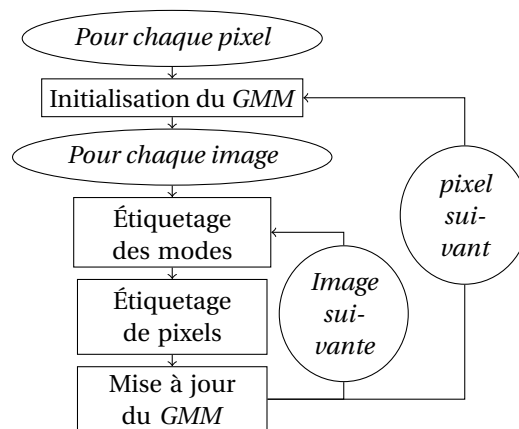 Pour chaque pixel
Initialisation du GMM
Pour chaque image
Étiquetage
des modes
Étiquetage
de pixels
Mise à jour
du GMM
Image
sui-
vante
pixel
sui-
vant